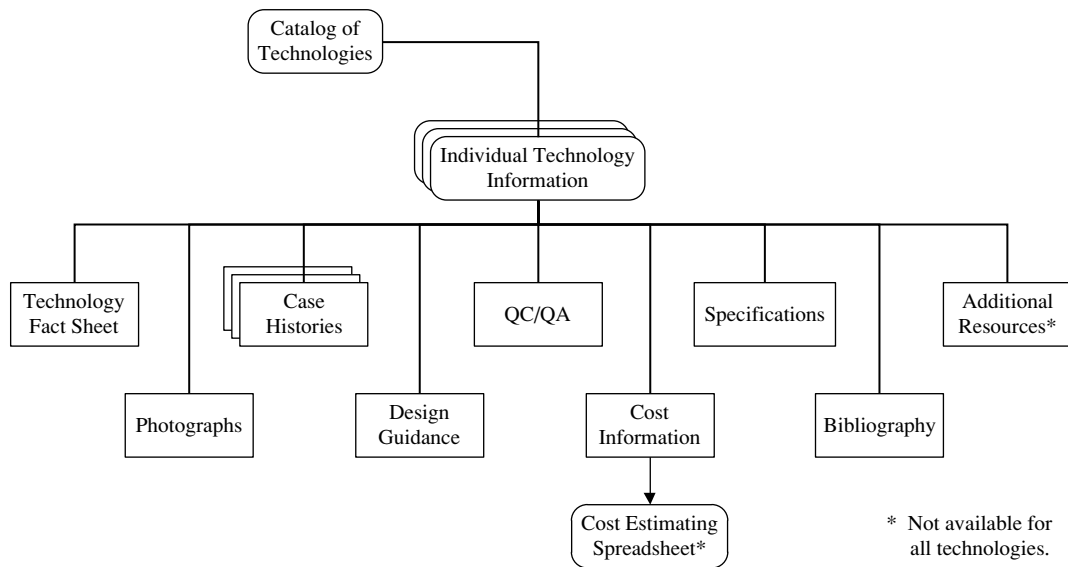 Catalog of
Technologies
Individual Technology
Information
Technology
Fact Sheet
Case
Histories
QC/QA
Specifications
Additional
Resources*
Photographs
Design
Guidance
Cost
Information
Bibliography
Cost Estimating
Spreadsheet*
* Not available for
all technologies.